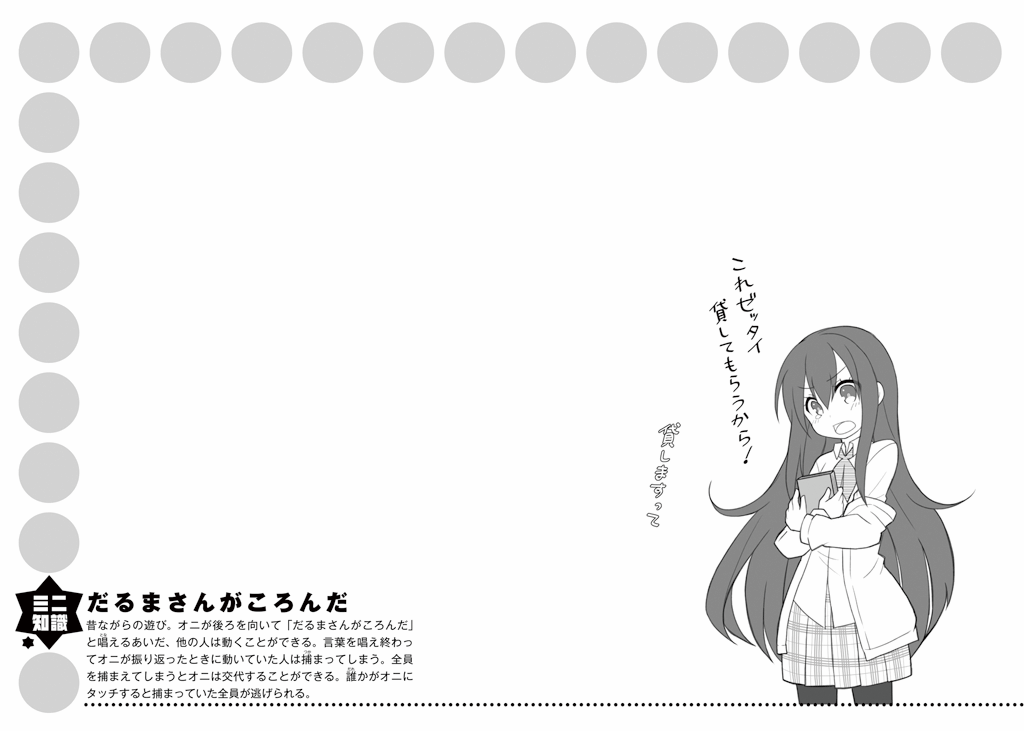 これゼッタイ
貸してもらうから!
貸しますって
ミニ
知識
だるまさんがころんだ
昔ながらの遊び。オニが後ろを向いて「だるまさんがころんだ」
と唱えるあいだ、他の人は動くことができる。言葉を唱え終わっ
てオニが振り返ったときに動いていた人は捕まってしまう。全員
を捕まえてしまうとオニは交代することができる。誰かがオニに
タッチすると捕まっていた全員が逃げられる。